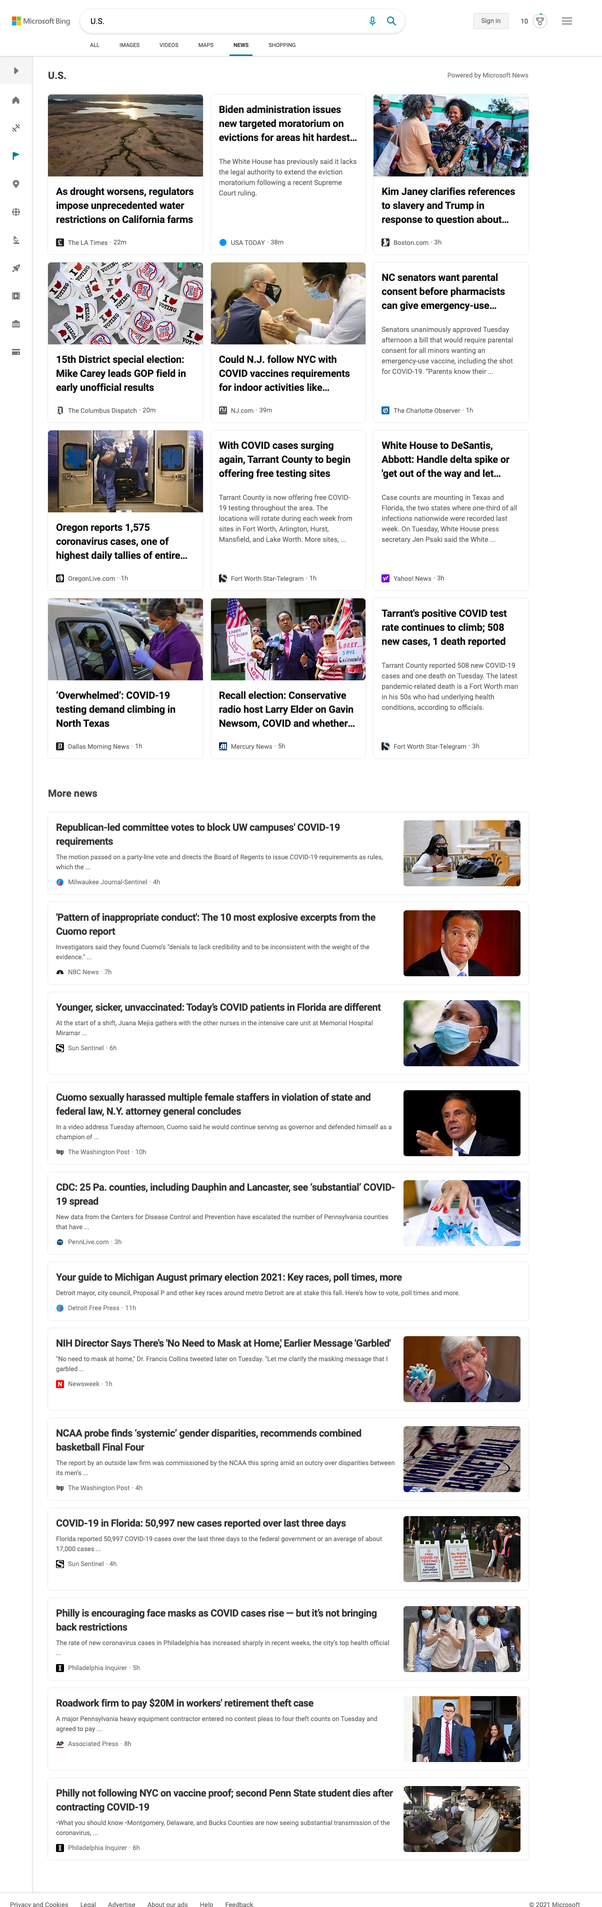 Microsoft Bing
U.S.
Sign in
10
ALL IMAGES VIDEOS MAPS NEWS SHOPPING
U.S.
Powered by Microsoft News
As drought worsens, regulators
impose unprecedented water
restrictions on California farms
The LA Times · 22m
Biden administration issues
new targeted moratorium on
evictions for areas hit hardest...
The White House has previously said it lacks
the legal authority to extend the eviction
moratorium following a recent Supreme
Court ruling.
USA TODAY · 38m
Kim Janey clarifies references
to slavery and Trump in
response to question about...
Boston.com · 3h
15th District special election:
Mike Carey leads GOP field in
early unofficial results
The Columbus Dispatch · 20m
Could N.J. follow NYC with
COVID vaccines requirements
for indoor activities like...
NJ.com · 39m
NC senators want parental
consent before pharmacists
can give emergency-use...
Senators unanimously approved Tuesday
afternoon a bill that would require parental
consent for all minors wanting an
emergency-use vaccine, including the shot
for COVID-19. "Parents know their ...
The Charlotte Observer · 1h
Oregon reports 1,575
coronavirus cases, one of
highest daily tallies of entire...
OregonLive.com · 1h
With COVID cases surging
again, Tarrant County to begin
offering free testing sites
Tarrant County is now offering free COVID-
19 testing throughout the area. The
locations will rotate during each week from
sites in Fort Worth, Arlington, Hurst,
Mansfield, and Lake Worth. More sites, ...
Fort Worth Star-Telegram · 1h
White House to DeSantis,
Abbott: Handle delta spike or
'get out of the way and let...
Case counts are mounting in Texas and
Florida, the two states where one-third of all
infections nationwide were recorded last
week. On Tuesday, White House press
secretary Jen Psaki said the White ...
Yahoo! News · 3h
'Overwhelmed': COVID-19
testing demand climbing in
North Texas
Dallas Morning News · 1h
Recall election: Conservative
radio host Larry Elder on Gavin
Newsom, COVID and whether...
Mercury News · 5h
Tarrant's positive COVID test
rate continues to climb; 508
new cases, 1 death reported
Tarrant County reported 508 new COVID-19
cases and one death on Tuesday. The latest
pandemic-related death is a Fort Worth man
in his 50s who had underlying health
conditions, according to officials.
Fort Worth Star-Telegram · 3h
More news
Republican-led committee votes to block UW campuses' COVID-19
requirements
The motion passed on a party-line vote and directs the Board of Regents to issue COVID-19 requirements as rules,
which the ...
Milwaukee Journal-Sentinel · 4h
'Pattern of inappropriate conduct': The 10 most explosive excerpts from the
Cuomo report
Investigators said they found Cuomo's "denials to lack credibility and to be inconsistent with the weight of the
evidence." ...
NBC News · 7h
Younger, sicker, unvaccinated: Today's COVID patients in Florida are different
At the start of a shift, Juana Mejia gathers with the other nurses in the intensive care unit at Memorial Hospital
Miramar ...
Sun Sentinel · 6h
Cuomo sexually harassed multiple female staffers in violation of state and
federal law, N.Y. attorney general concludes
In a video address Tuesday afternoon, Cuomo said he would continue serving as governor and defended himself as a
champion of ...
The Washington Post · 10h
CDC: 25 Pa. counties, including Dauphin and Lancaster, see 'substantial' COVID-
19 spread
New data from the Centers for Disease Control and Prevention have escalated the number of Pennsylvania counties
that have ...
PennLive.com · 3h
Your guide to Michigan August primary election 2021: Key races, poll times, more
Detroit mayor, city council, Proposal P and other key races around metro Detroit are at stake this fall. Here's how to vote, poll times and more.
Detroit Free Press · 11h
NIH Director Says There's 'No Need to Mask at Home,' Earlier Message 'Garbled'
"No need to mask at home," Dr. Francis Collins tweeted later on Tuesday. "Let me clarify the masking message that I
garbled ...
Newsweek · 1h
NCAA probe finds 'systemic' gender disparities, recommends combined
basketball Final Four
The report by an outside law firm was commissioned by the NCAA this spring amid an outcry over disparities between
its men's ...
The Washington Post · 4h
COVID-19 in Florida: 50,997 new cases reported over last three days
Florida reported 50,997 COVID-19 cases over the last three days to the federal government or an average of about
17,000 cases ...
Sun Sentinel · 4h
Philly is encouraging face masks as COVID cases rise — but it's not bringing
back restrictions
The rate of new coronavirus cases in Philadelphia has increased sharply in recent weeks, the city's top health official
...
Philadelphia Inquirer · 5h
Roadwork firm to pay $20M in workers' retirement theft case
A major Pennsylvania heavy equipment contractor entered no contest pleas to four theft counts on Tuesday and
agreed to pay ...
Associated Press · 8h
Philly not following NYC on vaccine proof; second Penn State student dies after
contracting COVID-19
•What you should know •Montgomery, Delaware, and Bucks Counties are now seeing substantial transmission of the
coronavirus, ...
Philadelphia Inquirer · 6h
Privacy and Cookies Legal Advertise About our ads Help Feedback
© 2021 Microsoft